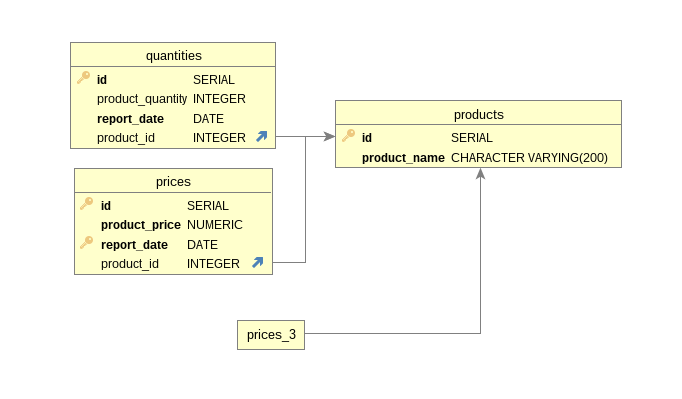 quantities
id SERIAL
product_quantity INTEGER
report_date DATE
product_id INTEGER
products
id SERIAL
product_name CHARACTER VARYING(200)
prices
id SERIAL
product_price NUMERIC
report_date DATE
product_id INTEGER
prices_3